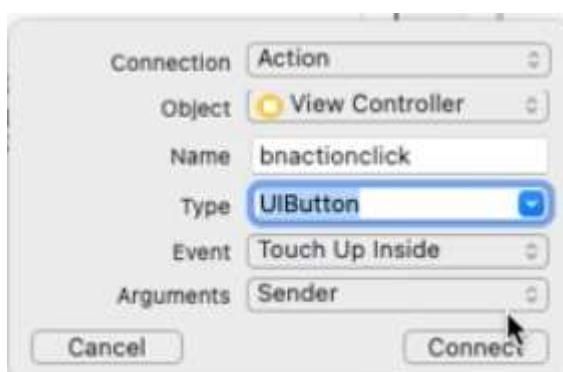 Connection Action
Object View Controller
Name bnactionclick
Type UIButton
Event Touch Up Inside
Arguments Sender
Cancel Connect